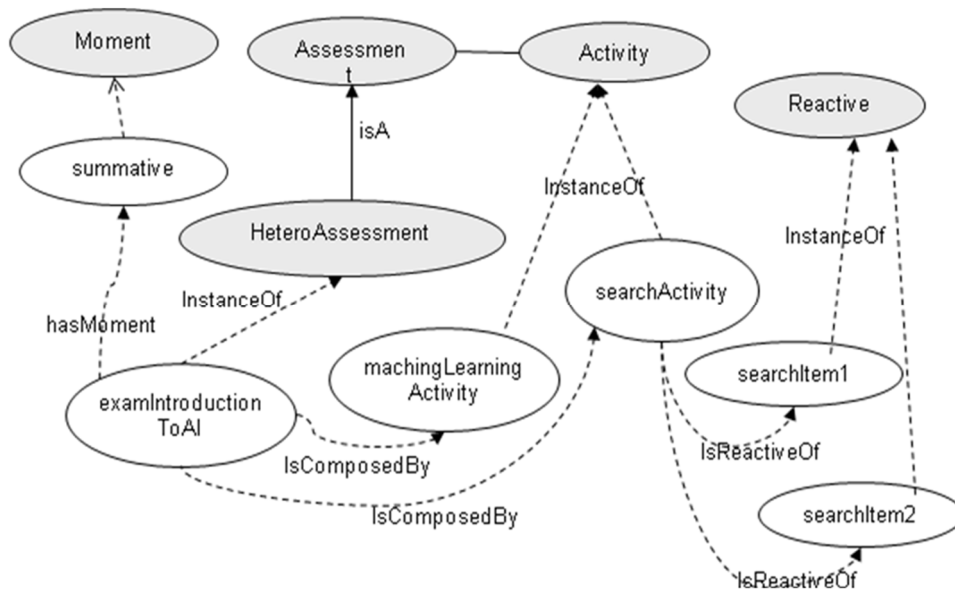 Moment
Assessmen
t
Activity
Reactive
isA
summative
InstanceOf
HeteroAssessment
InstanceOf
InstanceOf
searchActivity
hasMoment
machingLearning
Activity
searchItem1
examIntroduction
ToAI
IsComposedBy
IsReactiveOf
IsComposedBy
searchItem2
IsReactiveOf